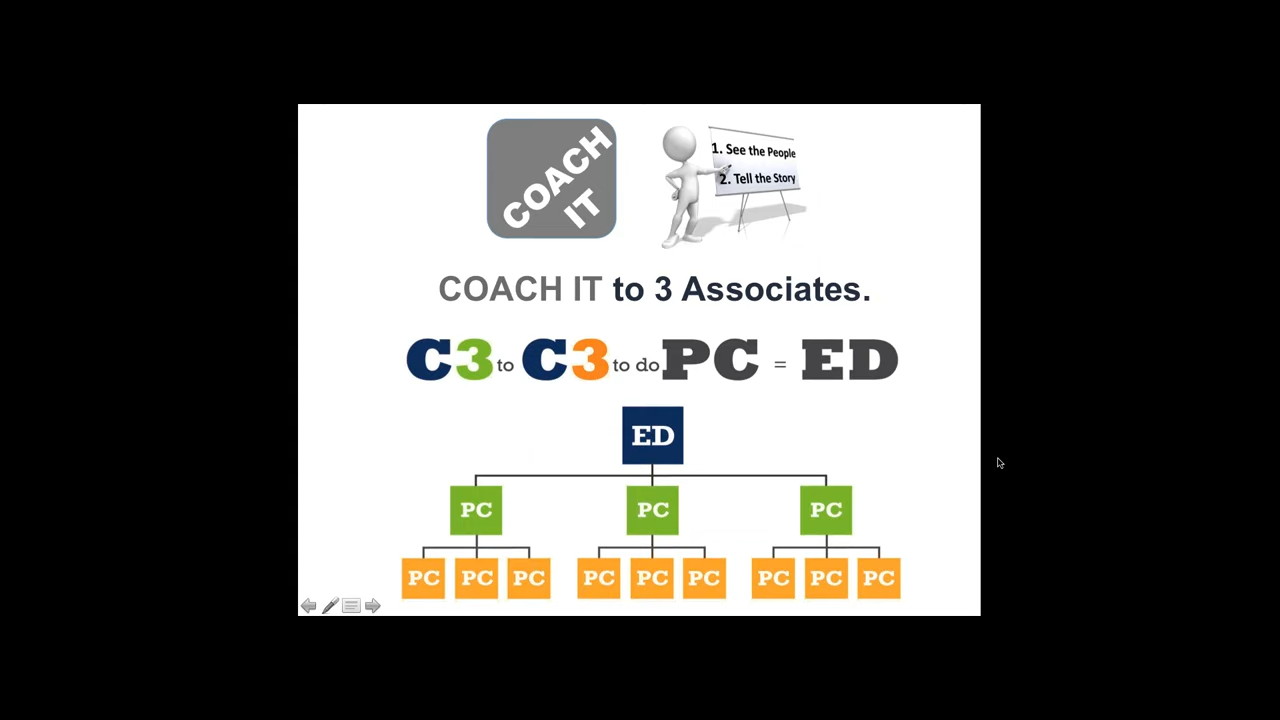 COACH
IT
1. See the People
2. Tell the Story
COACH IT to 3 Associates.
C3 to C3 to do PC = ED
ED
PC PC PC
PC PC PC PC PC PC PC PC PC